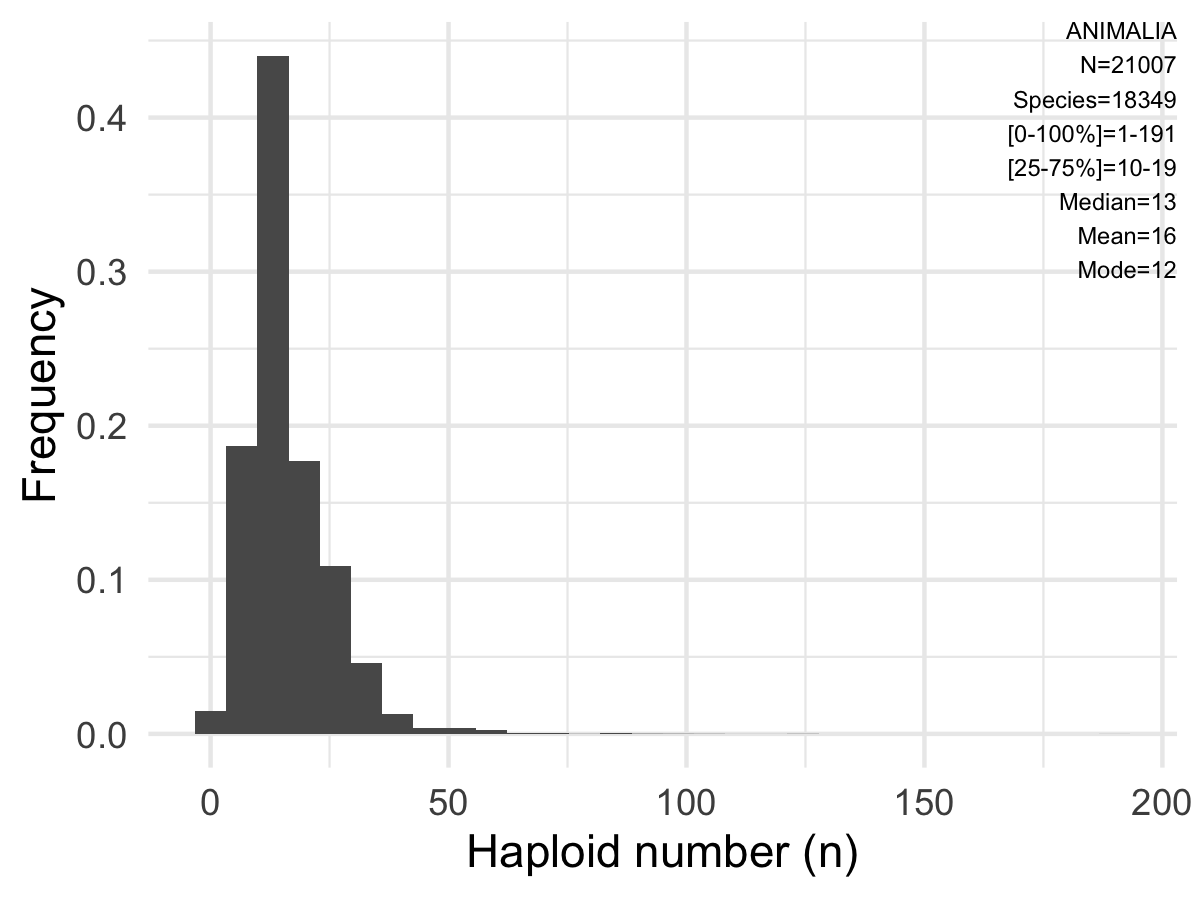 ANIMALIA
N=21007
Species=18349
[0-100%]=1-191
[25-75%]=10-19
Median=13
Mean=16
Mode=12
Frequency
0.4
0.3
0.2
0.1
0.0
0 50 100 150 200
Haploid number (n)